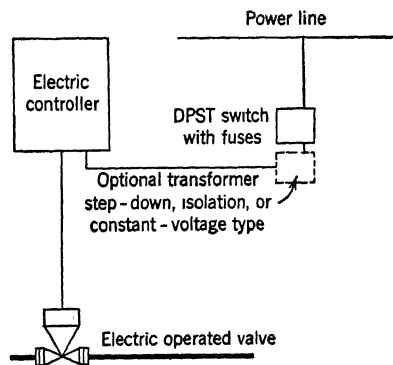 Power line
Electric
controller
DPST switch
with fuses
Optional transformer
step-down, isolation, or
constant-voltage type
Electric operated valve